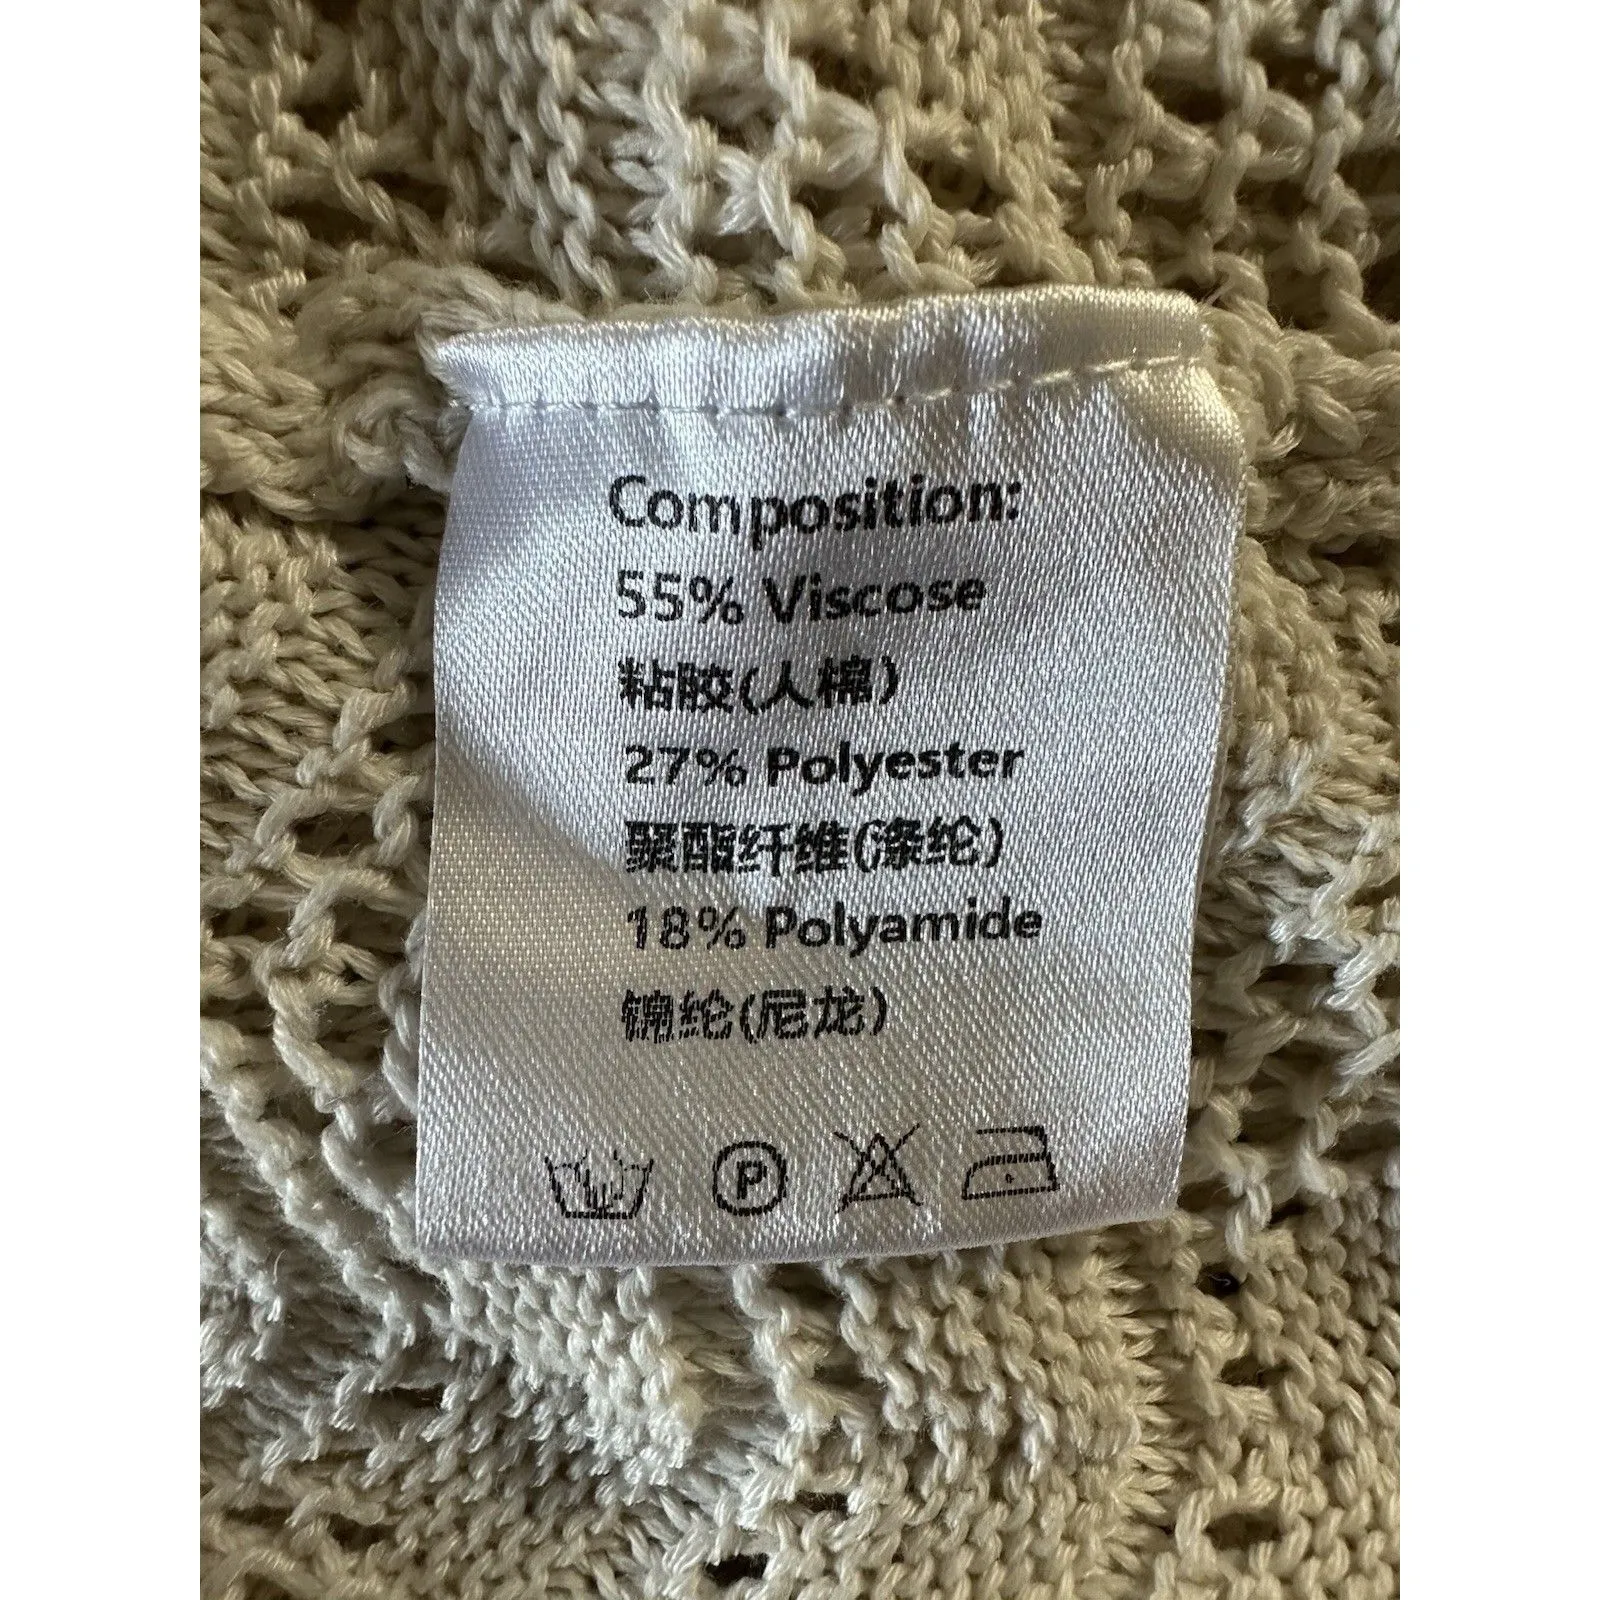 Composition:
55% Viscose
粘胶(人棉)
27% Polyester
聚酯纤维(涤纶)
18% Polyamide
锦纶(尼龙)
P